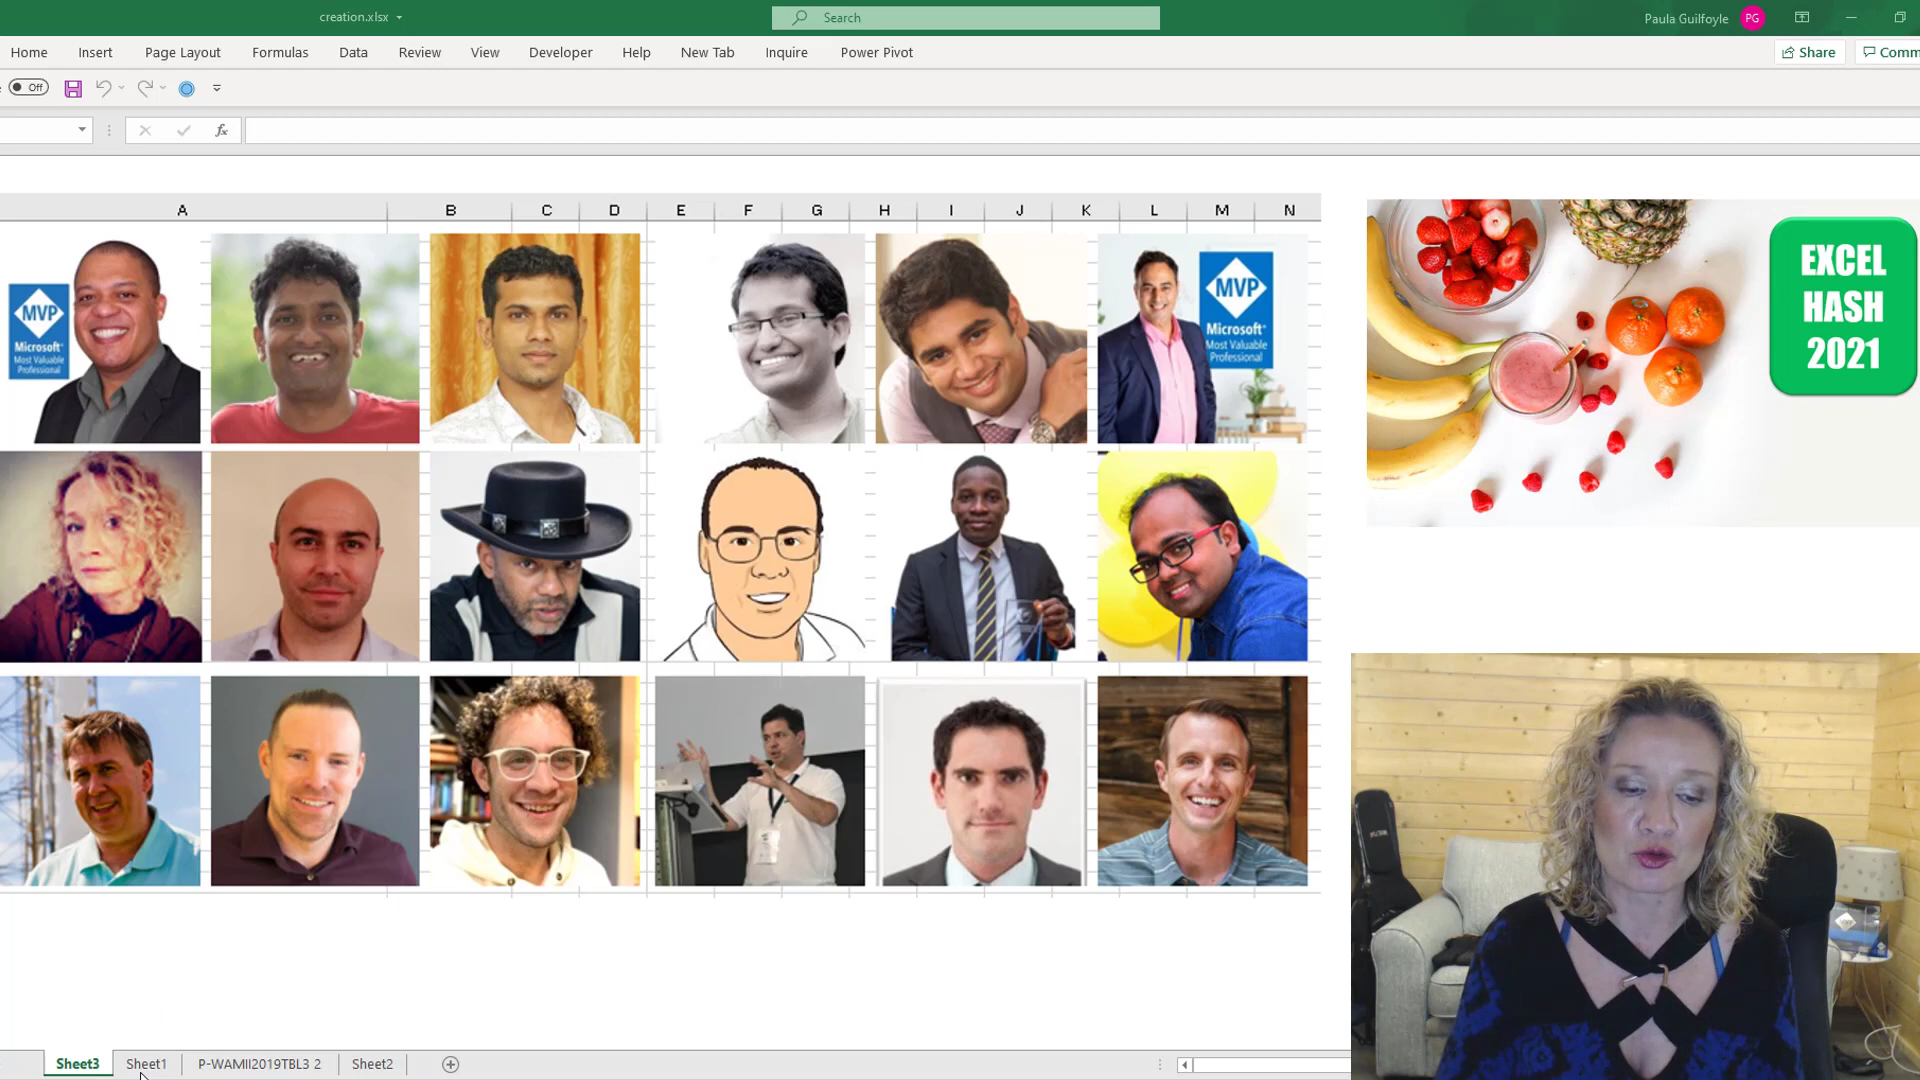 creation.xlsx
Search
Paula Guilfoyle PG
Home Insert Page Layout Formulas Data Review View Developer Help New Tab Inquire Power Pivot
Share Comm
Off
fx
A B C D E F G H I J K L M N
MVP
Microsoft®
Most Valuable
Professional
MVP
Microsoft®
Most Valuable
Professional
EXCEL
HASH
2021
Sheet3 Sheet1 P-WAMII2019TBL3 2 Sheet2